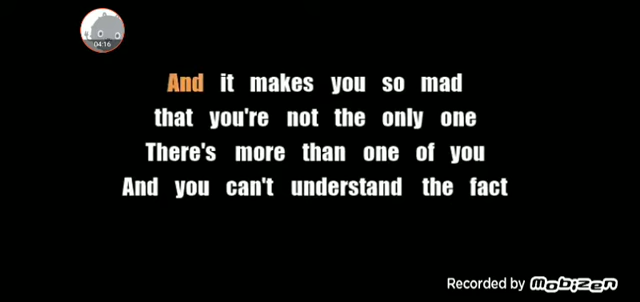 04:16
And it makes you so mad
that you're not the only one
There's more than one of you
And you can't understand the fact
Recorded by Mobizen